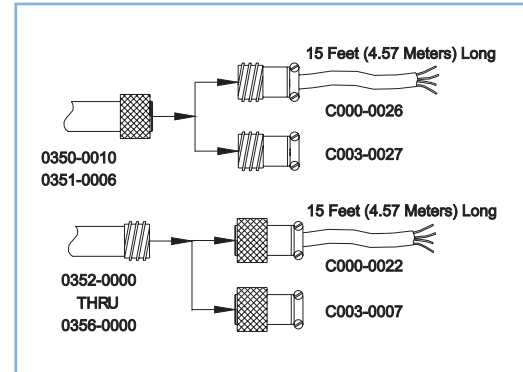 15 Feet (4.57 Meters) Long
C000-0026
C003-0027
0350-0010
0351-0006
15 Feet (4.57 Meters) Long
C000-0022
C003-0007
0352-0000
THRU
0356-0000